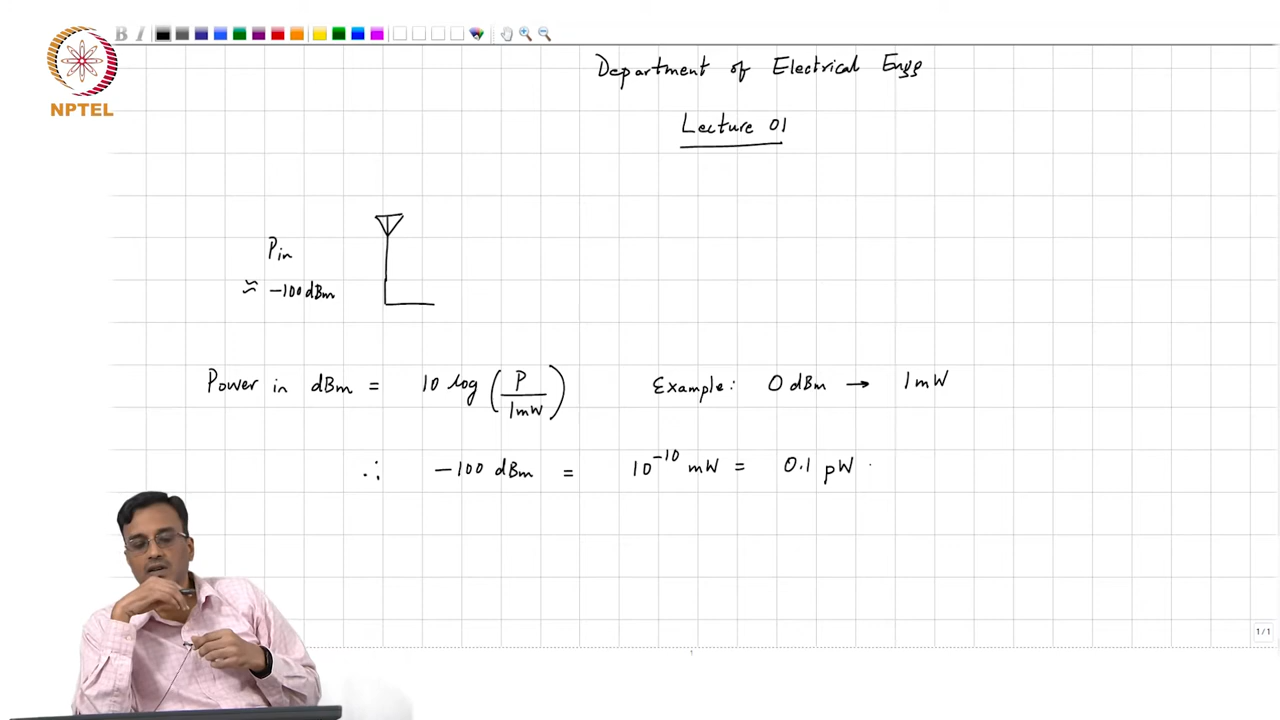 B I
NPTEL
Department of Electrical Engg
Lecture 01
Pin
≈ -100 dBm
Power in dBm = 10 log (P/1mW) Example: 0 dBm → 1mW
∴ -100 dBm = 10^-10 mW = 0.1 pW
1/1
1